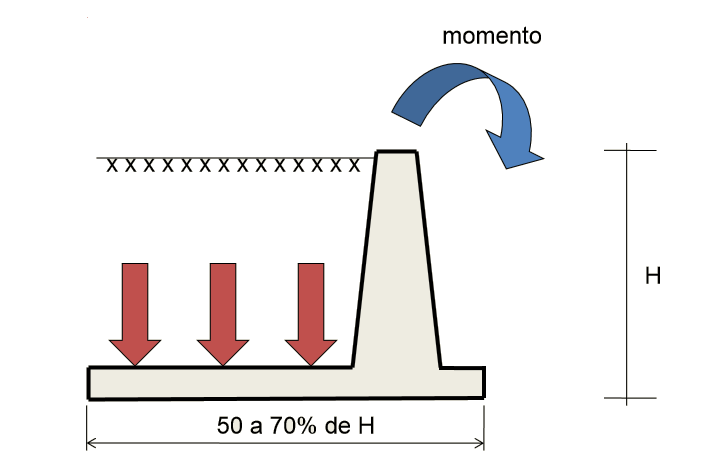 momento
x x x x x x x x x x x x x x
H
50 a 70% de H